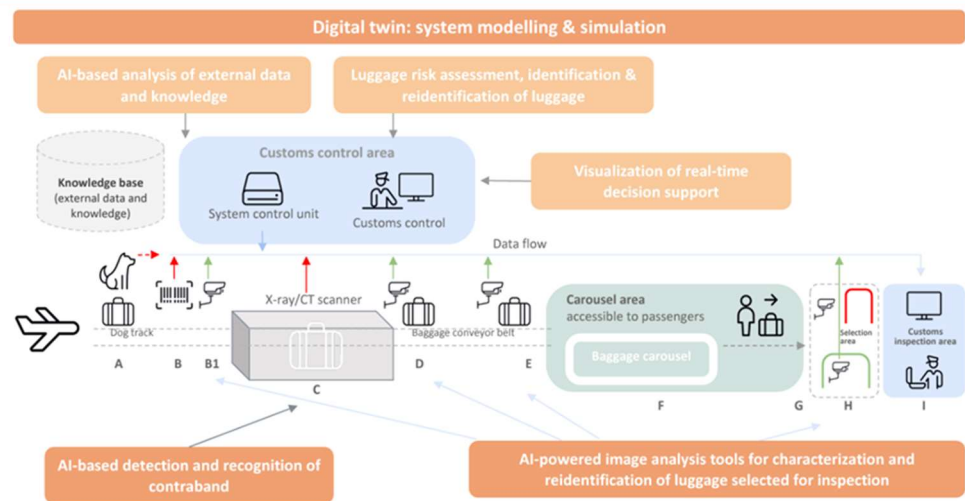 Digital twin: system modelling & simulation
AI-based analysis of external data
and knowledge
Luggage risk assessment, identification &
reidentification of luggage
Customs control area
Knowledge base
(external data and
knowledge)
System control unit
Customs control
Visualization of real-time
decision support
Data flow
X-ray/CT scanner
Carousel area
accessible to passengers
Dog track
Baggage conveyor belt
Baggage carousel
Selection
area
Customs
inspection area
A
B
B1
C
D
E
F
G
H
I
AI-based detection and recognition of
contraband
AI-powered image analysis tools for characterization and
reidentification of luggage selected for inspection